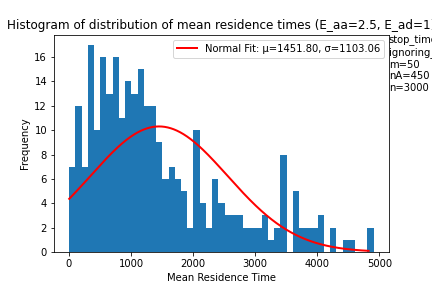 Histogram of distribution of mean residence times (E_aa=2.5, E_ad=1)
stop_time
ignoring_
m=50
nA=450
n=3000
Normal Fit: μ=1451.80, σ=1103.06
Frequency
16
14
12
10
8
6
4
2
0
0
1000
2000
3000
4000
5000
Mean Residence Time